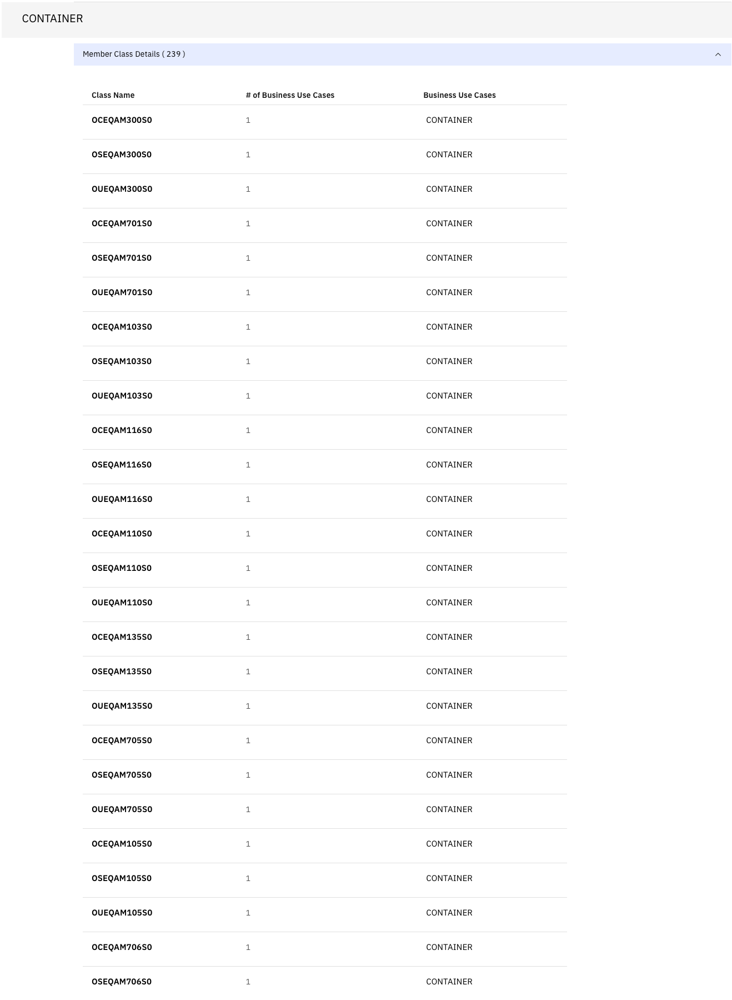 CONTAINER
Member Class Details ( 239 )
Class Name # of Business Use Cases Business Use Cases
OCEQAM300S0 1 CONTAINER
OSEQAM300S0 1 CONTAINER
OUEQAM300S0 1 CONTAINER
OCEQAM701S0 1 CONTAINER
OSEQAM701S0 1 CONTAINER
OUEQAM701S0 1 CONTAINER
OCEQAM103S0 1 CONTAINER
OSEQAM103S0 1 CONTAINER
OUEQAM103S0 1 CONTAINER
OCEQAM116S0 1 CONTAINER
OSEQAM116S0 1 CONTAINER
OUEQAM116S0 1 CONTAINER
OCEQAM110S0 1 CONTAINER
OSEQAM110S0 1 CONTAINER
OUEQAM110S0 1 CONTAINER
OCEQAM135S0 1 CONTAINER
OSEQAM135S0 1 CONTAINER
OUEQAM135S0 1 CONTAINER
OCEQAM705S0 1 CONTAINER
OSEQAM705S0 1 CONTAINER
OUEQAM705S0 1 CONTAINER
OCEQAM105S0 1 CONTAINER
OSEQAM105S0 1 CONTAINER
OUEQAM105S0 1 CONTAINER
OCEQAM706S0 1 CONTAINER
OSEQAM706S0 1 CONTAINER